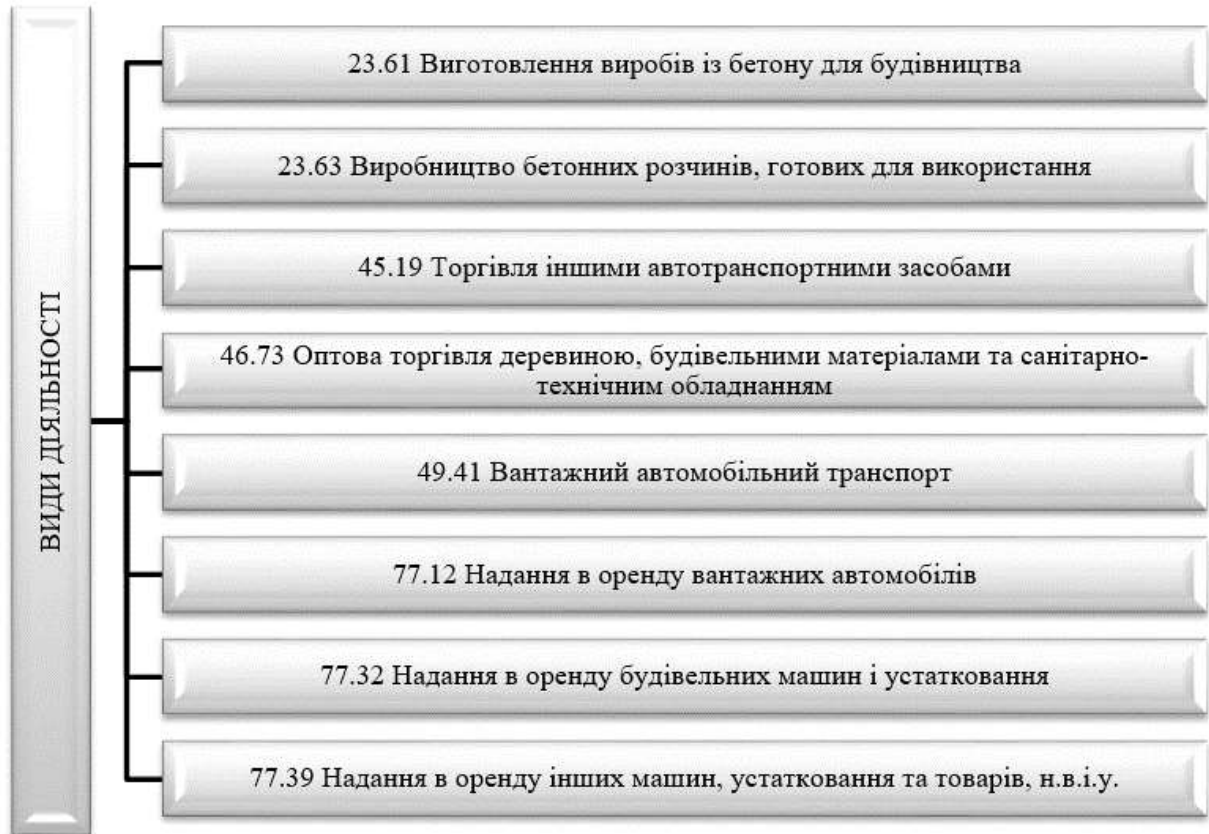 ВИДИ ДІЯЛЬНОСТІ
23.61 Виготовлення виробів із бетону для будівництва
23.63 Виробництво бетонних розчинів, готових для використання
45.19 Торгівля іншими автотранспортними засобами
46.73 Оптова торгівля деревиною, будівельними матеріалами та санітарно-
технічним обладнанням
49.41 Вантажний автомобільний транспорт
77.12 Надання в оренду вантажних автомобілів
77.32 Надання в оренду будівельних машин і устатковання
77.39 Надання в оренду інших машин, устатковання та товарів, н.в.і.у.